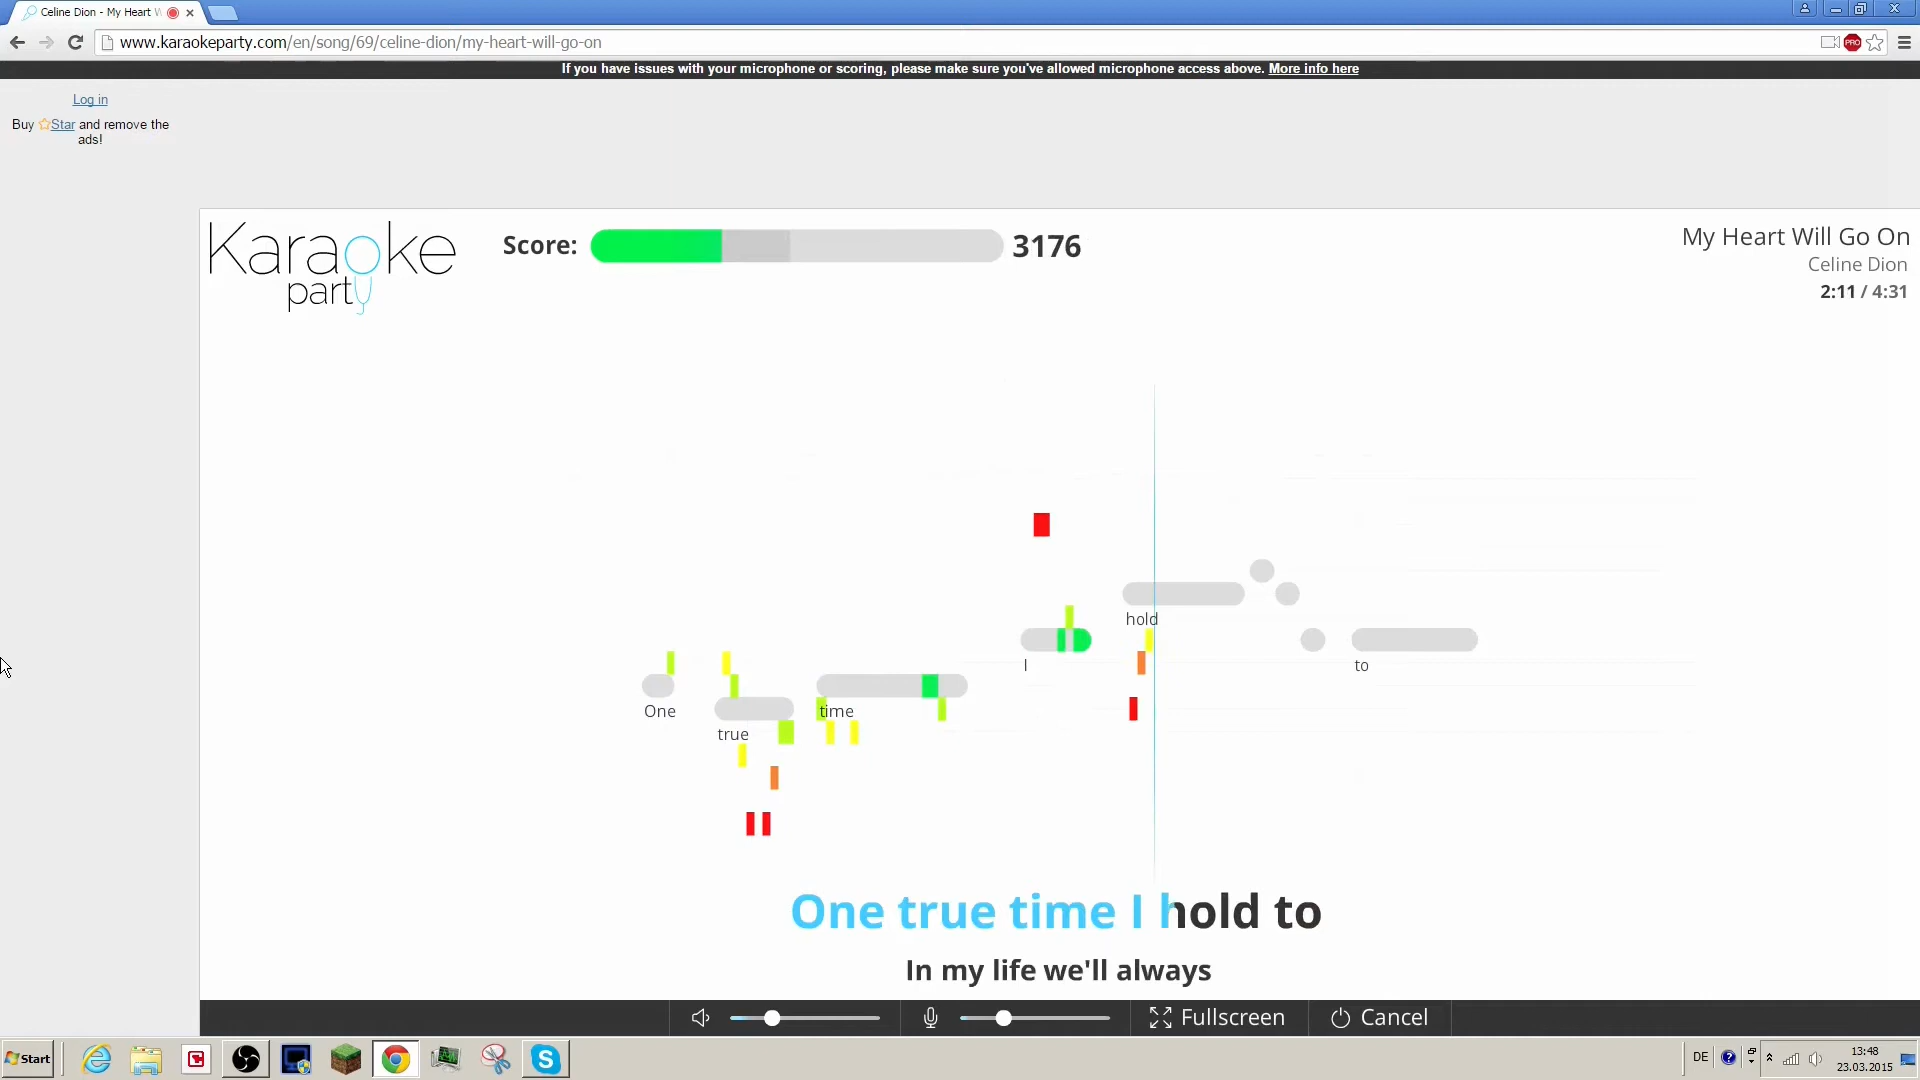 Celine Dion - My Heart W
www.karaokeparty.com/en/song/69/celine-dion/my-heart-will-go-on
PRO
If you have issues with your microphone or scoring, please make sure you've allowed microphone access above. More info here
Log in
Buy Star and remove the
ads!
Karaoke
party
Score:
3176
My Heart Will Go On
Celine Dion
2:11 / 4:31
hold
I
to
One
time
true
One true time I hold to
In my life we'll always
Fullscreen
Cancel
Start
DE
13:48
23.03.2015